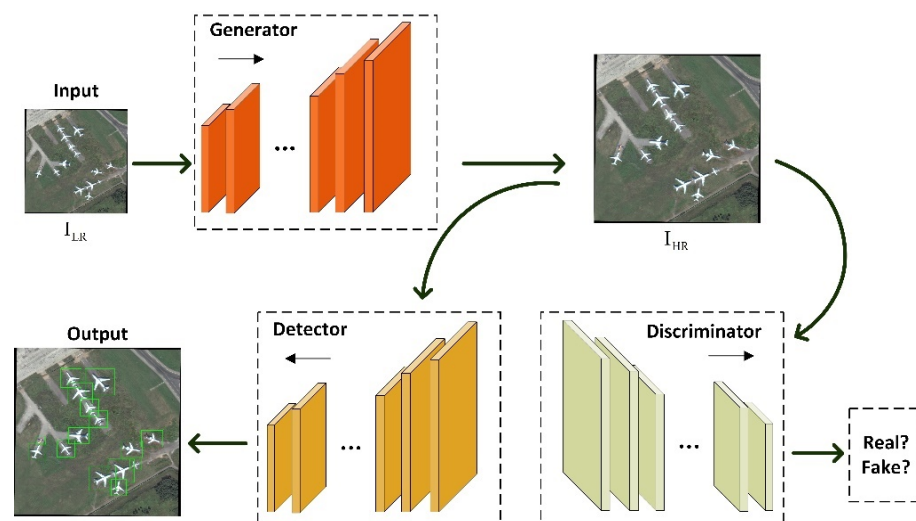 Generator
Input
...
I_LR
I_HR
Output
Detector
Discriminator
...
...
Real?
Fake?